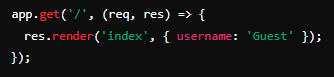 app.get('/', (req, res) => {
  res.render('index', { username: 'Guest' });
});